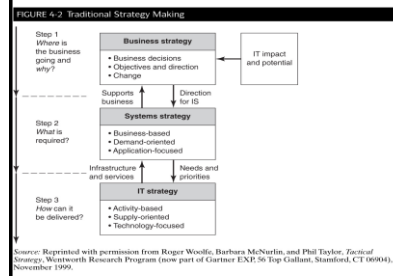 FIGURE 4-2 Traditional Strategy Making
Step 1
Where is
the business
going and
why?
Business strategy
• Business decisions
• Objectives and direction
• Change
IT impact
and potential
Supports
business
Direction
for IS
Step 2
What is
required?
Systems strategy
• Business-based
• Demand-oriented
• Application-focused
Infrastructure
and services
Needs and
priorities
Step 3
How can it
be delivered?
IT strategy
• Activity-based
• Supply-oriented
• Technology-focused
Source: Reprinted with permission from Roger Woolfe, Barbara McNurlin, and Phil Taylor, Tactical
Strategy, Wentworth Research Program (now part of Gartner EXP, 56 Top Gallant, Stamford, CT 06904),
November 1999.